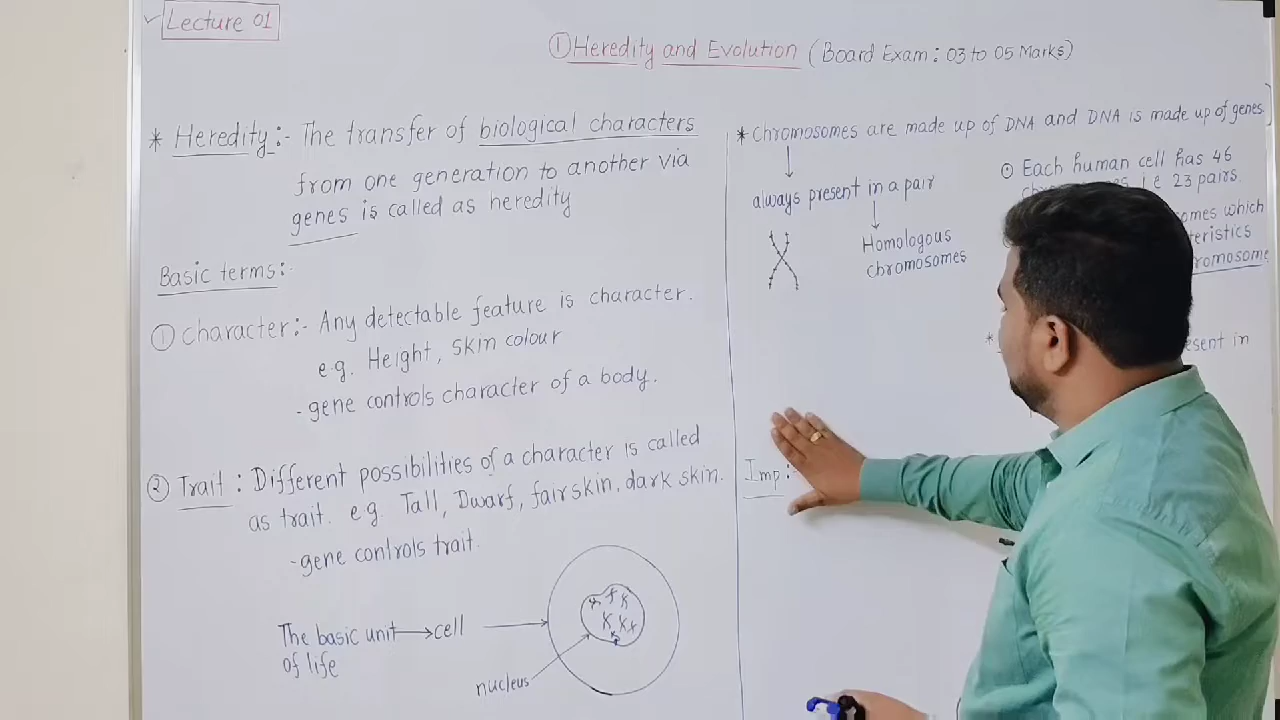 Lecture 01
① Heredity and Evolution (Board Exam: 03 to 05 Marks)
* Heredity :- The transfer of biological characters
from one generation to another via
genes is called as heredity
Basic terms:-
① Character:- Any detectable feature is character.
e.g. Height, skin colour
- gene controls character of a body.
② Trait : Different possibilities of a character is called
as trait. e.g. Tall, Dwarf, fair skin, dark skin.
- gene controls trait.
The basic unit → cell
of life
nucleus
* Chromosomes are made up of DNA and DNA is made up of genes.
always present in a pair
Homologous
chromosomes
⊙ Each human cell has 46
i.e 23 pairs.
which
*
in
Imp:-